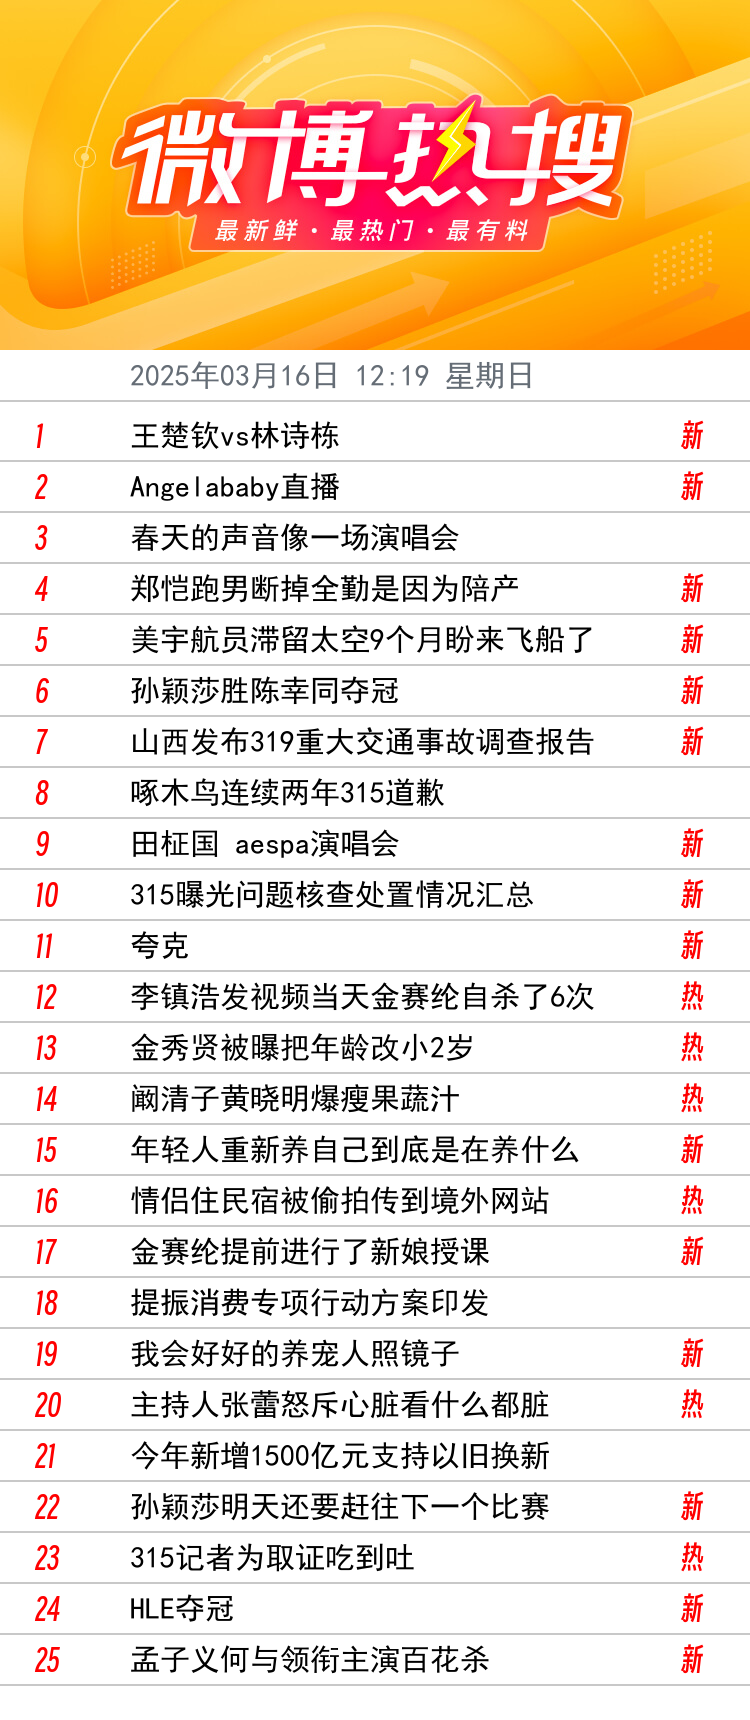 微博热搜
最新鲜·最热门·最有料
2025年03月16日 12:19 星期日
1 王楚钦vs林诗栋 新
2 Angelababy直播 新
3 春天的声音像一场演唱会
4 郑恺跑男断掉全勤是因为陪产 新
5 美宇航员滞留太空9个月盼来飞船了 新
6 孙颖莎胜陈幸同夺冠 新
7 山西发布319重大交通事故调查报告 新
8 啄木鸟连续两年315道歉
9 田柾国 aespa演唱会 新
10 315曝光问题核查处置情况汇总 新
11 夸克 新
12 李镇浩发视频当天金赛纶自杀了6次 热
13 金秀贤被曝把年龄改小2岁 热
14 阚清子黄晓明爆瘦果蔬汁 热
15 年轻人重新养自己到底是在养什么 新
16 情侣住民宿被偷拍传到境外网站 热
17 金赛纶提前进行了新娘授课 新
18 提振消费专项行动方案印发
19 我会好好的养宠人照镜子 新
20 主持人张蕾怒斥心脏看什么都脏 热
21 今年新增1500亿元支持以旧换新
22 孙颖莎明天还要赶往下一个比赛 新
23 315记者为取证吃到吐 热
24 HLE夺冠 新
25 孟子义何与领衔主演百花杀 新